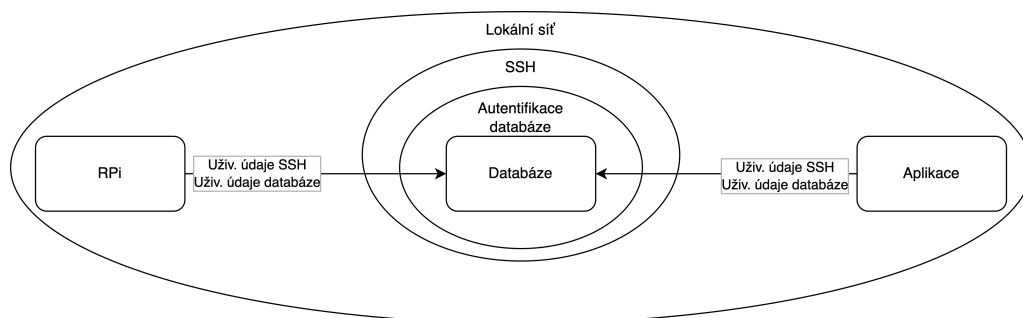 Lokální síť
SSH
Autentifikace
databáze
RPi
Uživ. údaje SSH
Uživ. údaje databáze
Databáze
Uživ. údaje SSH
Uživ. údaje databáze
Aplikace